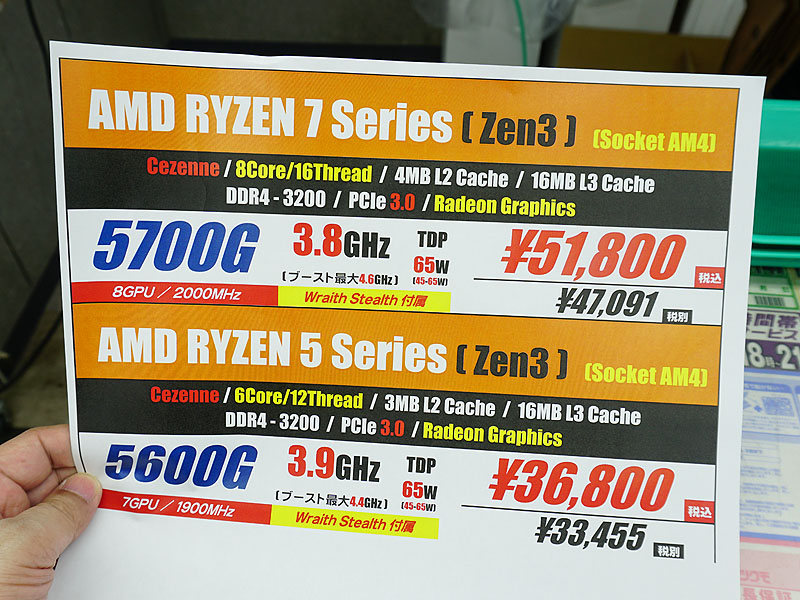 AMD RYZEN 7 Series ( Zen3 ) (Socket AM4)
Cezenne / 8Core/16Thread / 4MB L2 Cache / 16MB L3 Cache
DDR4 - 3200 / PCIe 3.0 / Radeon Graphics
5700G 3.8GHz TDP ¥51,800 税込
(ブースト最大4.6GHz) 65W (45-65W) ¥47,091 税別
8GPU / 2000MHz Wraith Stealth 付属
AMD RYZEN 5 Series ( Zen3 ) (Socket AM4)
Cezenne / 6Core/12Thread / 3MB L2 Cache / 16MB L3 Cache
DDR4 - 3200 / PCIe 3.0 / Radeon Graphics
5600G 3.9GHz TDP ¥36,800 税込
(ブースト最大4.4GHz) 65W (45-65W) ¥33,455 税別
7GPU / 1900MHz Wraith Stealth 付属
時間帯
8月